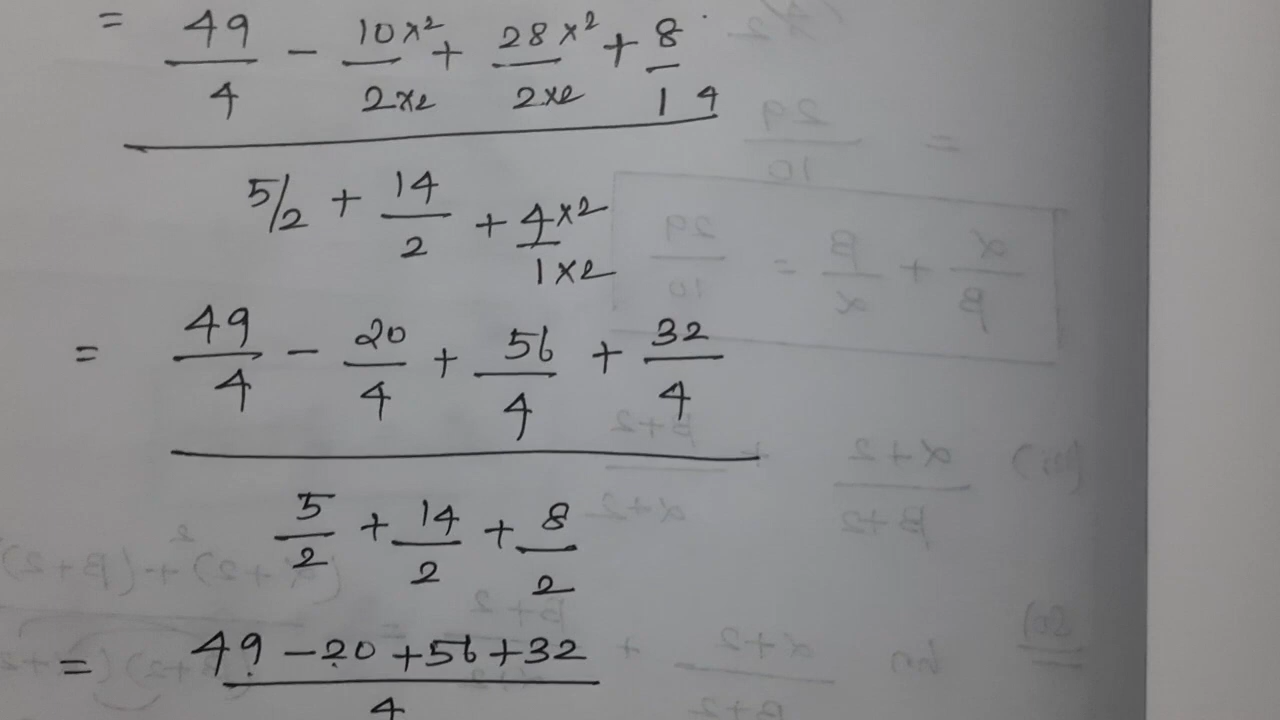 = 49/4 - 10×2/2×2 + 28×2/2×2 + 8/1 4
5/2 + 14/2 + 4×2/1×2
= 49/4 - 20/4 + 56/4 + 32/4
5/2 + 14/2 + 8/2
= 49 - 20 + 56 + 32
4